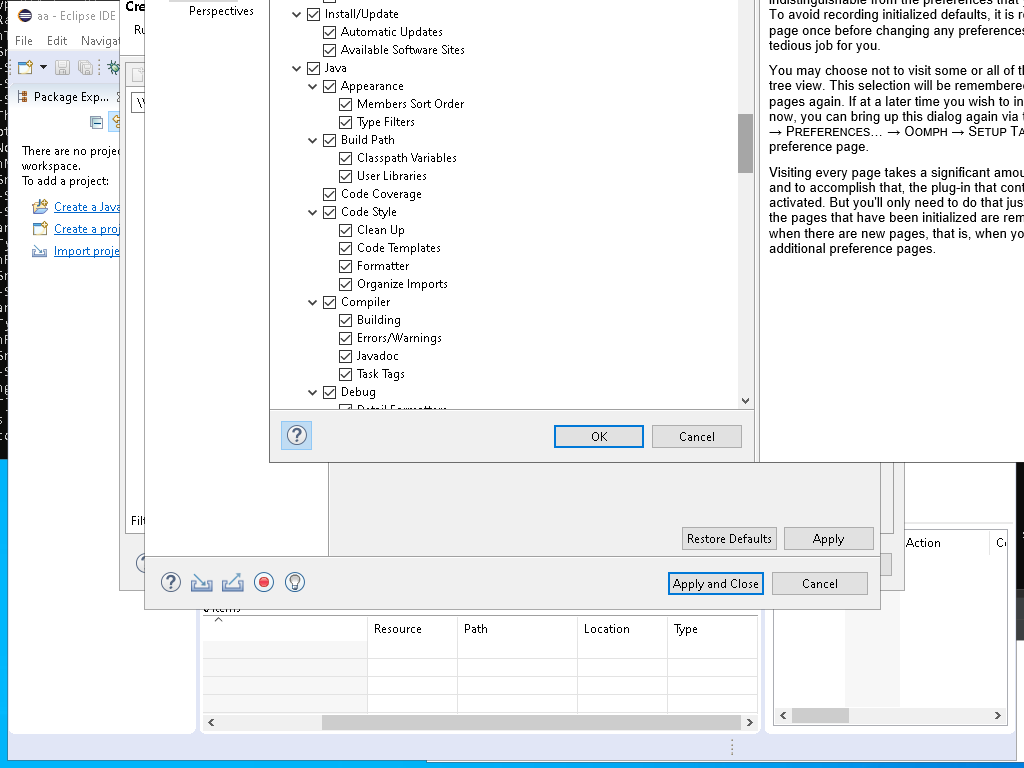 aa - Eclipse IDE
File Edit Navigat
Package Exp...
There are no projec
workspace.
To add a project:
Create a Java
Create a proj
Import proje
Cre
Ru
Filt
Perspectives
Install/Update
Automatic Updates
Available Software Sites
Java
Appearance
Members Sort Order
Type Filters
Build Path
Classpath Variables
User Libraries
Code Coverage
Code Style
Clean Up
Code Templates
Formatter
Organize Imports
Compiler
Building
Errors/Warnings
Javadoc
Task Tags
Debug
Detail Formatters
OK
Cancel
indistinguishable from the preferences that y
To avoid recording initialized defaults, it is re
page once before changing any preferences
tedious job for you.
You may choose not to visit some or all of th
tree view. This selection will be remembered
pages again. If at a later time you wish to in
now, you can bring up this dialog again via t
→ PREFERENCES... → OOMPH → SETUP TA
preference page.
Visiting every page takes a significant amou
and to accomplish that, the plug-in that cont
activated. But you'll only need to do that just
the pages that have been initialized are rem
when there are new pages, that is, when yo
additional preference pages.
Restore Defaults
Apply
Apply and Close
Cancel
0 items
Resource Path Location Type
Action